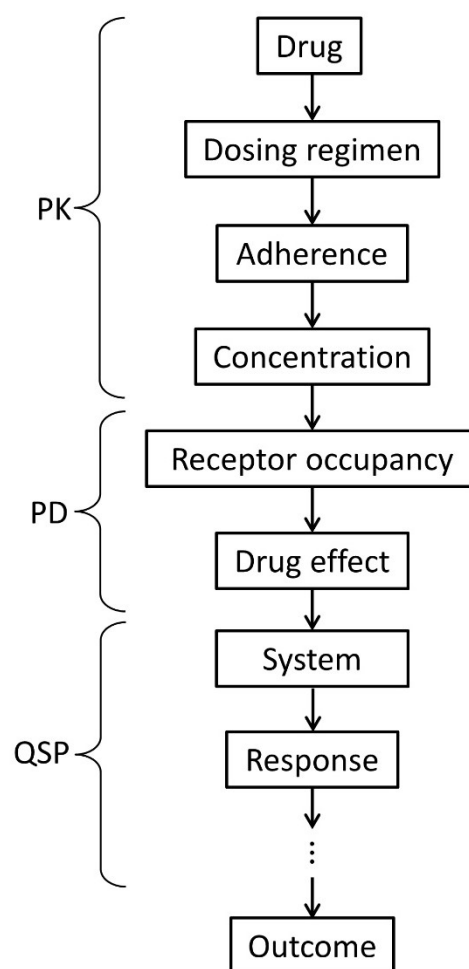 Drug
Dosing regimen
PK
Adherence
Concentration
Receptor occupancy
PD
Drug effect
System
QSP
Response
...
Outcome